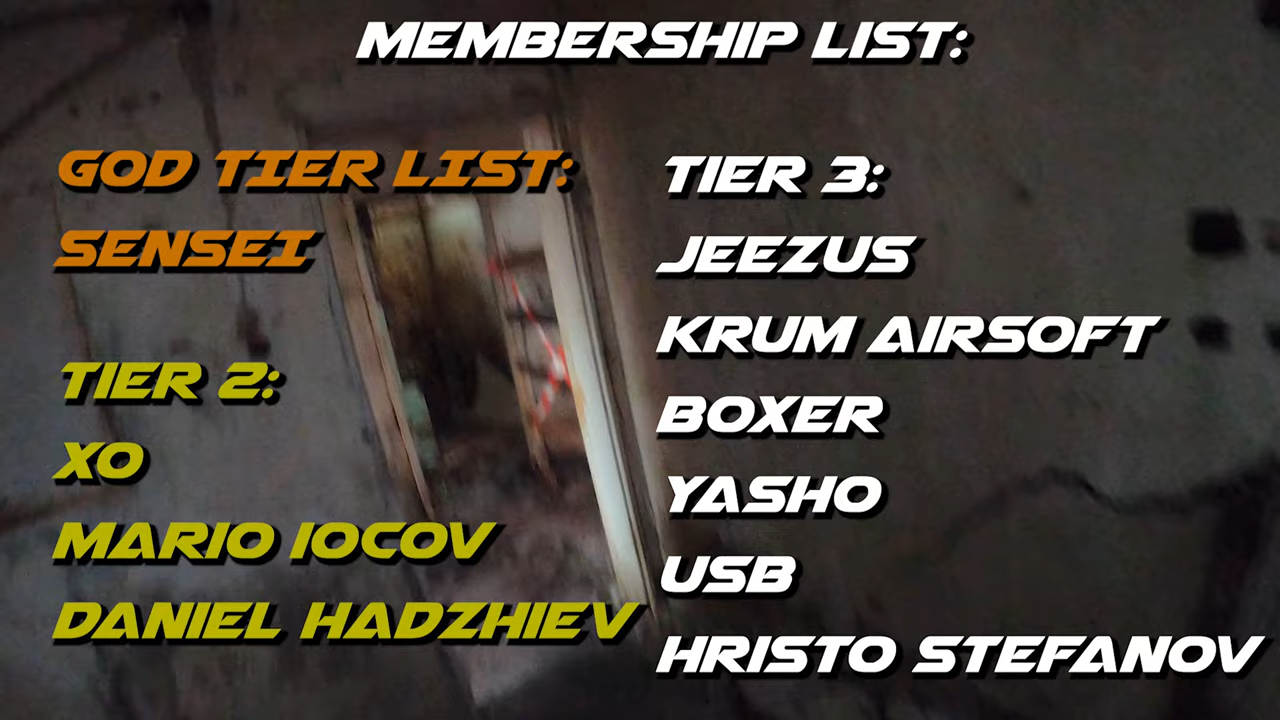 MEMBERSHIP LIST:
GOD TIER LIST:
SENSEI
TIER 2:
XO
MARIO IOCOV
DANIEL HADZHIEV
TIER 3:
JEEZUS
KRUM AIRSOFT
BOXER
YASHO
USB
HRISTO STEFANOV